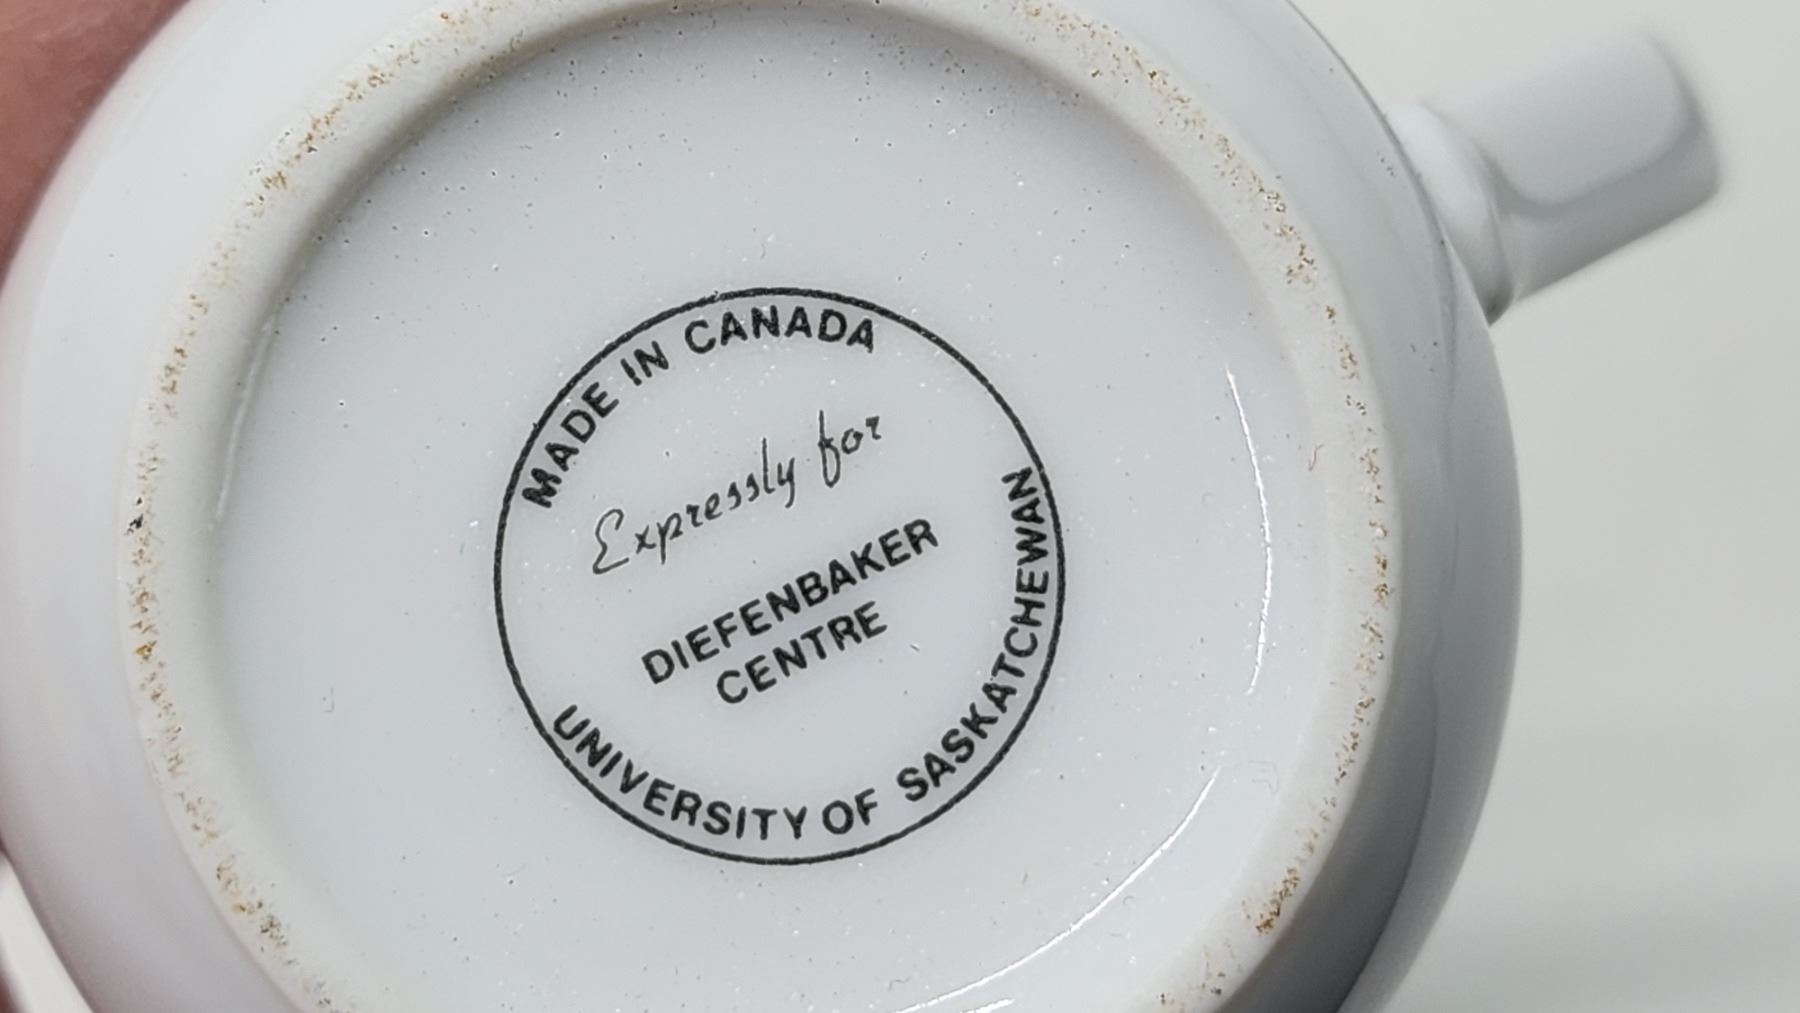 MADE IN CANADA
Expressly for
DIEFENBAKER
CENTRE
UNIVERSITY OF SASKATCHEWAN